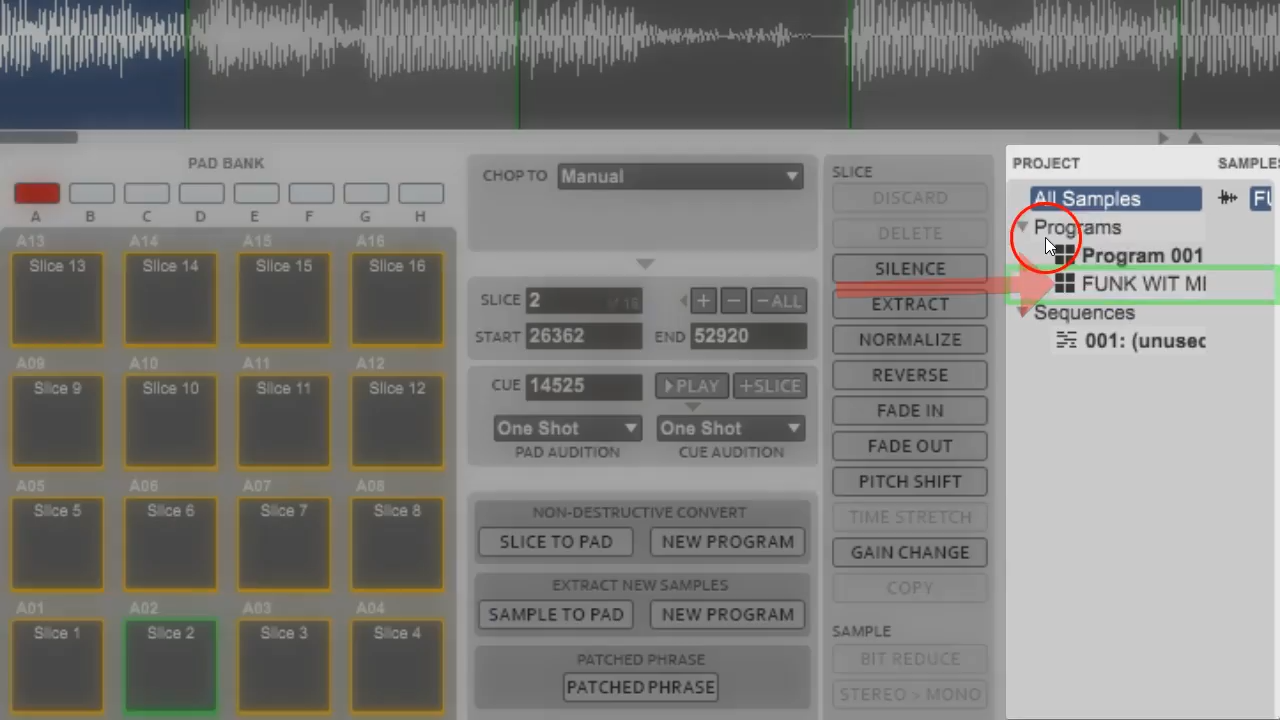 PAD BANK
A B C D E F G H
A13 A14 A15 A16
Slice 13 Slice 14 Slice 15 Slice 16
A09 A10 A11 A12
Slice 9 Slice 10 Slice 11 Slice 12
A05 A06 A07 A08
Slice 5 Slice 6 Slice 7 Slice 8
A01 A02 A03 A04
Slice 1 Slice 2 Slice 3 Slice 4
CHOP TO Manual
SLICE 2 / 16 + − −ALL
START 26362 END 52920
CUE 14525 PLAY +SLICE
One Shot One Shot
PAD AUDITION CUE AUDITION
NON-DESTRUCTIVE CONVERT
SLICE TO PAD NEW PROGRAM
EXTRACT NEW SAMPLES
SAMPLE TO PAD NEW PROGRAM
PATCHED PHRASE
PATCHED PHRASE
SLICE
DISCARD
DELETE
SILENCE
EXTRACT
NORMALIZE
REVERSE
FADE IN
FADE OUT
PITCH SHIFT
TIME STRETCH
GAIN CHANGE
COPY
SAMPLE
BIT REDUCE
STEREO > MONO
PROJECT SAMPLES
All Samples
Programs
Program 001
FUNK WIT MI
Sequences
001: (unused